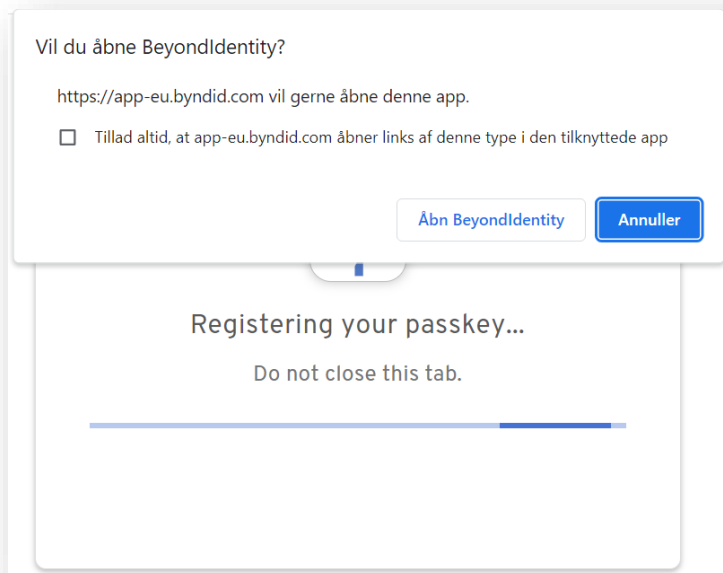 Vil du åbne BeyondIdentity?
https://app-eu.byndid.com vil gerne åbne denne app.
Tillad altid, at app-eu.byndid.com åbner links af denne type i den tilknyttede app
Åbn BeyondIdentity
Annuller
Registering your passkey...
Do not close this tab.